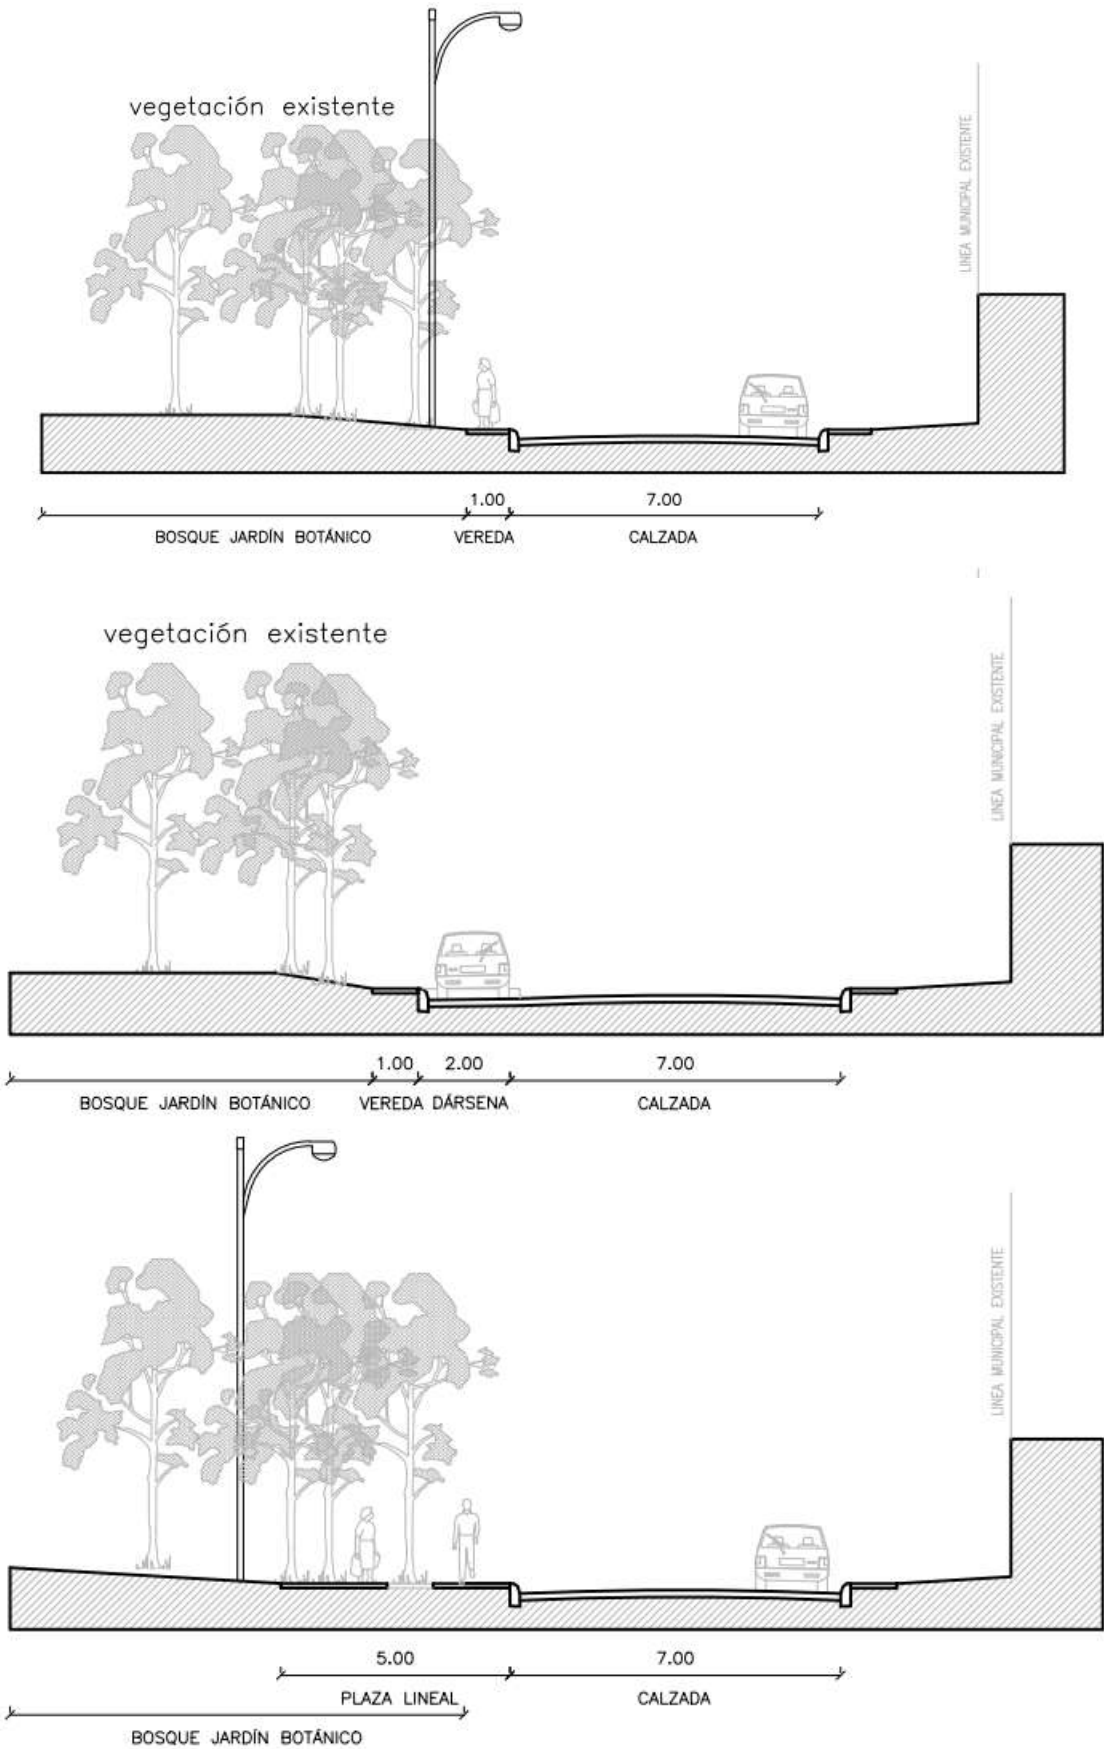 vegetación existente
LINEA MUNICIPAL EXISTENTE
1.00 7.00
BOSQUE JARDÍN BOTÁNICO VEREDA CALZADA
vegetación existente
LINEA MUNICIPAL EXISTENTE
1.00 2.00 7.00
BOSQUE JARDÍN BOTÁNICO VEREDA DÁRSENA CALZADA
LINEA MUNICIPAL EXISTENTE
5.00 7.00
PLAZA LINEAL CALZADA
BOSQUE JARDÍN BOTÁNICO